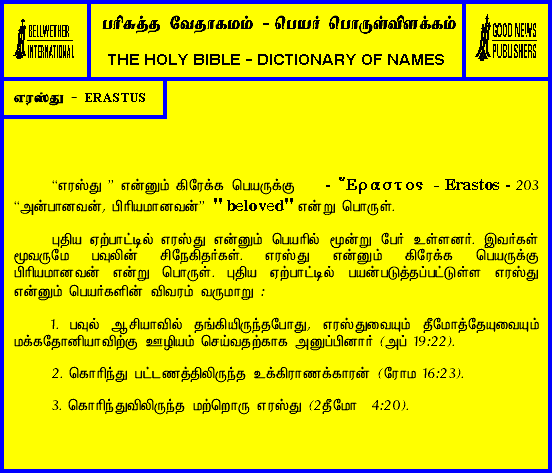 BELLWETHER
INTERNATIONAL
பரிசுத்த வேதாகமம் - பெயர் பொருள்விளக்கம்
THE HOLY BIBLE - DICTIONARY OF NAMES
GOOD NEWS
PUBLISHERS
எரஸ்து - ERASTUS
“எரஸ்து ” என்னும் கிரேக்க பெயருக்கு - Ἔραστος - Erastos - 203
“அன்பானவன், பிரியமானவன்” "beloved" என்று பொருள்.
புதிய ஏற்பாட்டில் எரஸ்து என்னும் பெயரில் மூன்று பேர் உள்ளனர். இவர்கள்
மூவருமே பவுலின் சிநேகிதர்கள். எரஸ்து என்னும் கிரேக்க பெயருக்கு
பிரியமானவன் என்று பொருள். புதிய ஏற்பாட்டில் பயன்படுத்தப்பட்டுள்ள எரஸ்து
என்னும் பெயர்களின் விவரம் வருமாறு :
1. பவுல் ஆசியாவில் தங்கியிருந்தபோது, எரஸ்துவையும் தீமோத்தேயுவையும்
மக்கதோனியாவிற்கு ஊழியம் செய்வதற்காக அனுப்பினார் (அப் 19:22).
2. கொரிந்து பட்டணத்திலிருந்த உக்கிராணக்காரன் (ரோம 16:23).
3. கொரிந்துவிலிருந்த மற்றொரு எரஸ்து (2தீமோ 4:20).